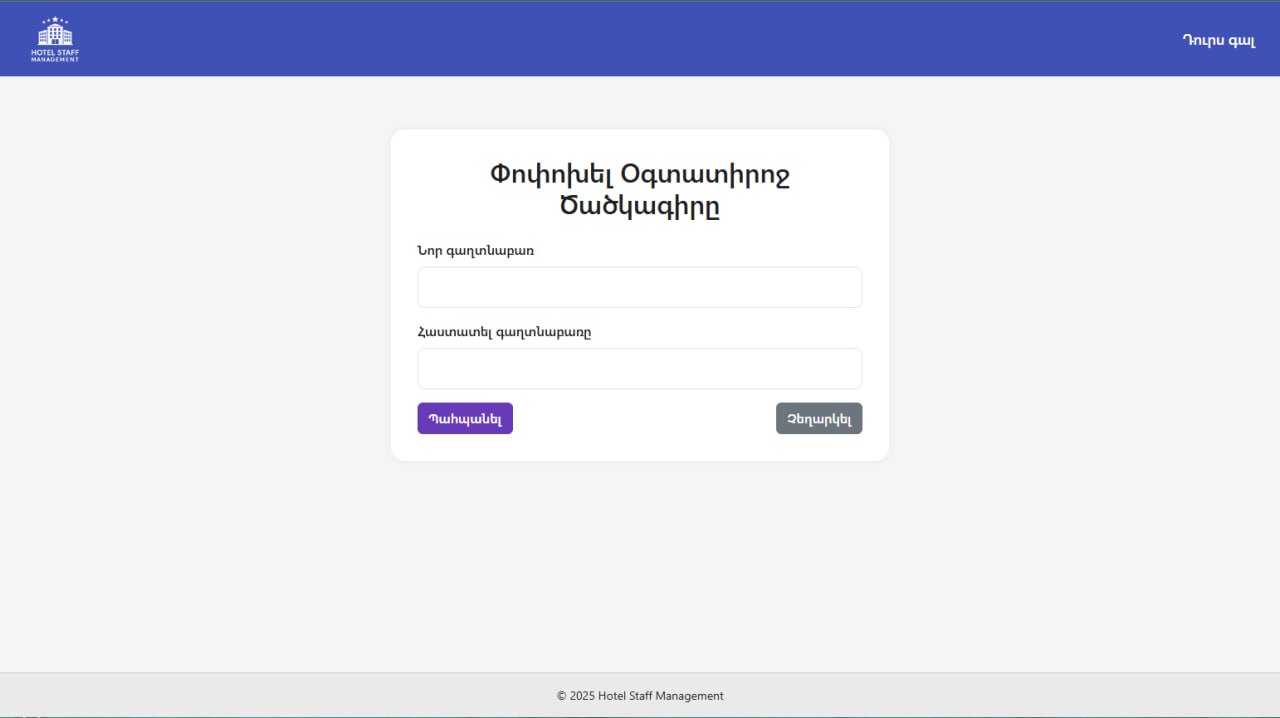 HOTEL STAFF
MANAGEMENT
Դուրս գալ
Փոփոխել Օգտատիրոջ
Ծածկագիրը
Նոր գաղտնաբառ
Հաստատել գաղտնաբառը
Պահպանել
Չեղարկել
© 2025 Hotel Staff Management